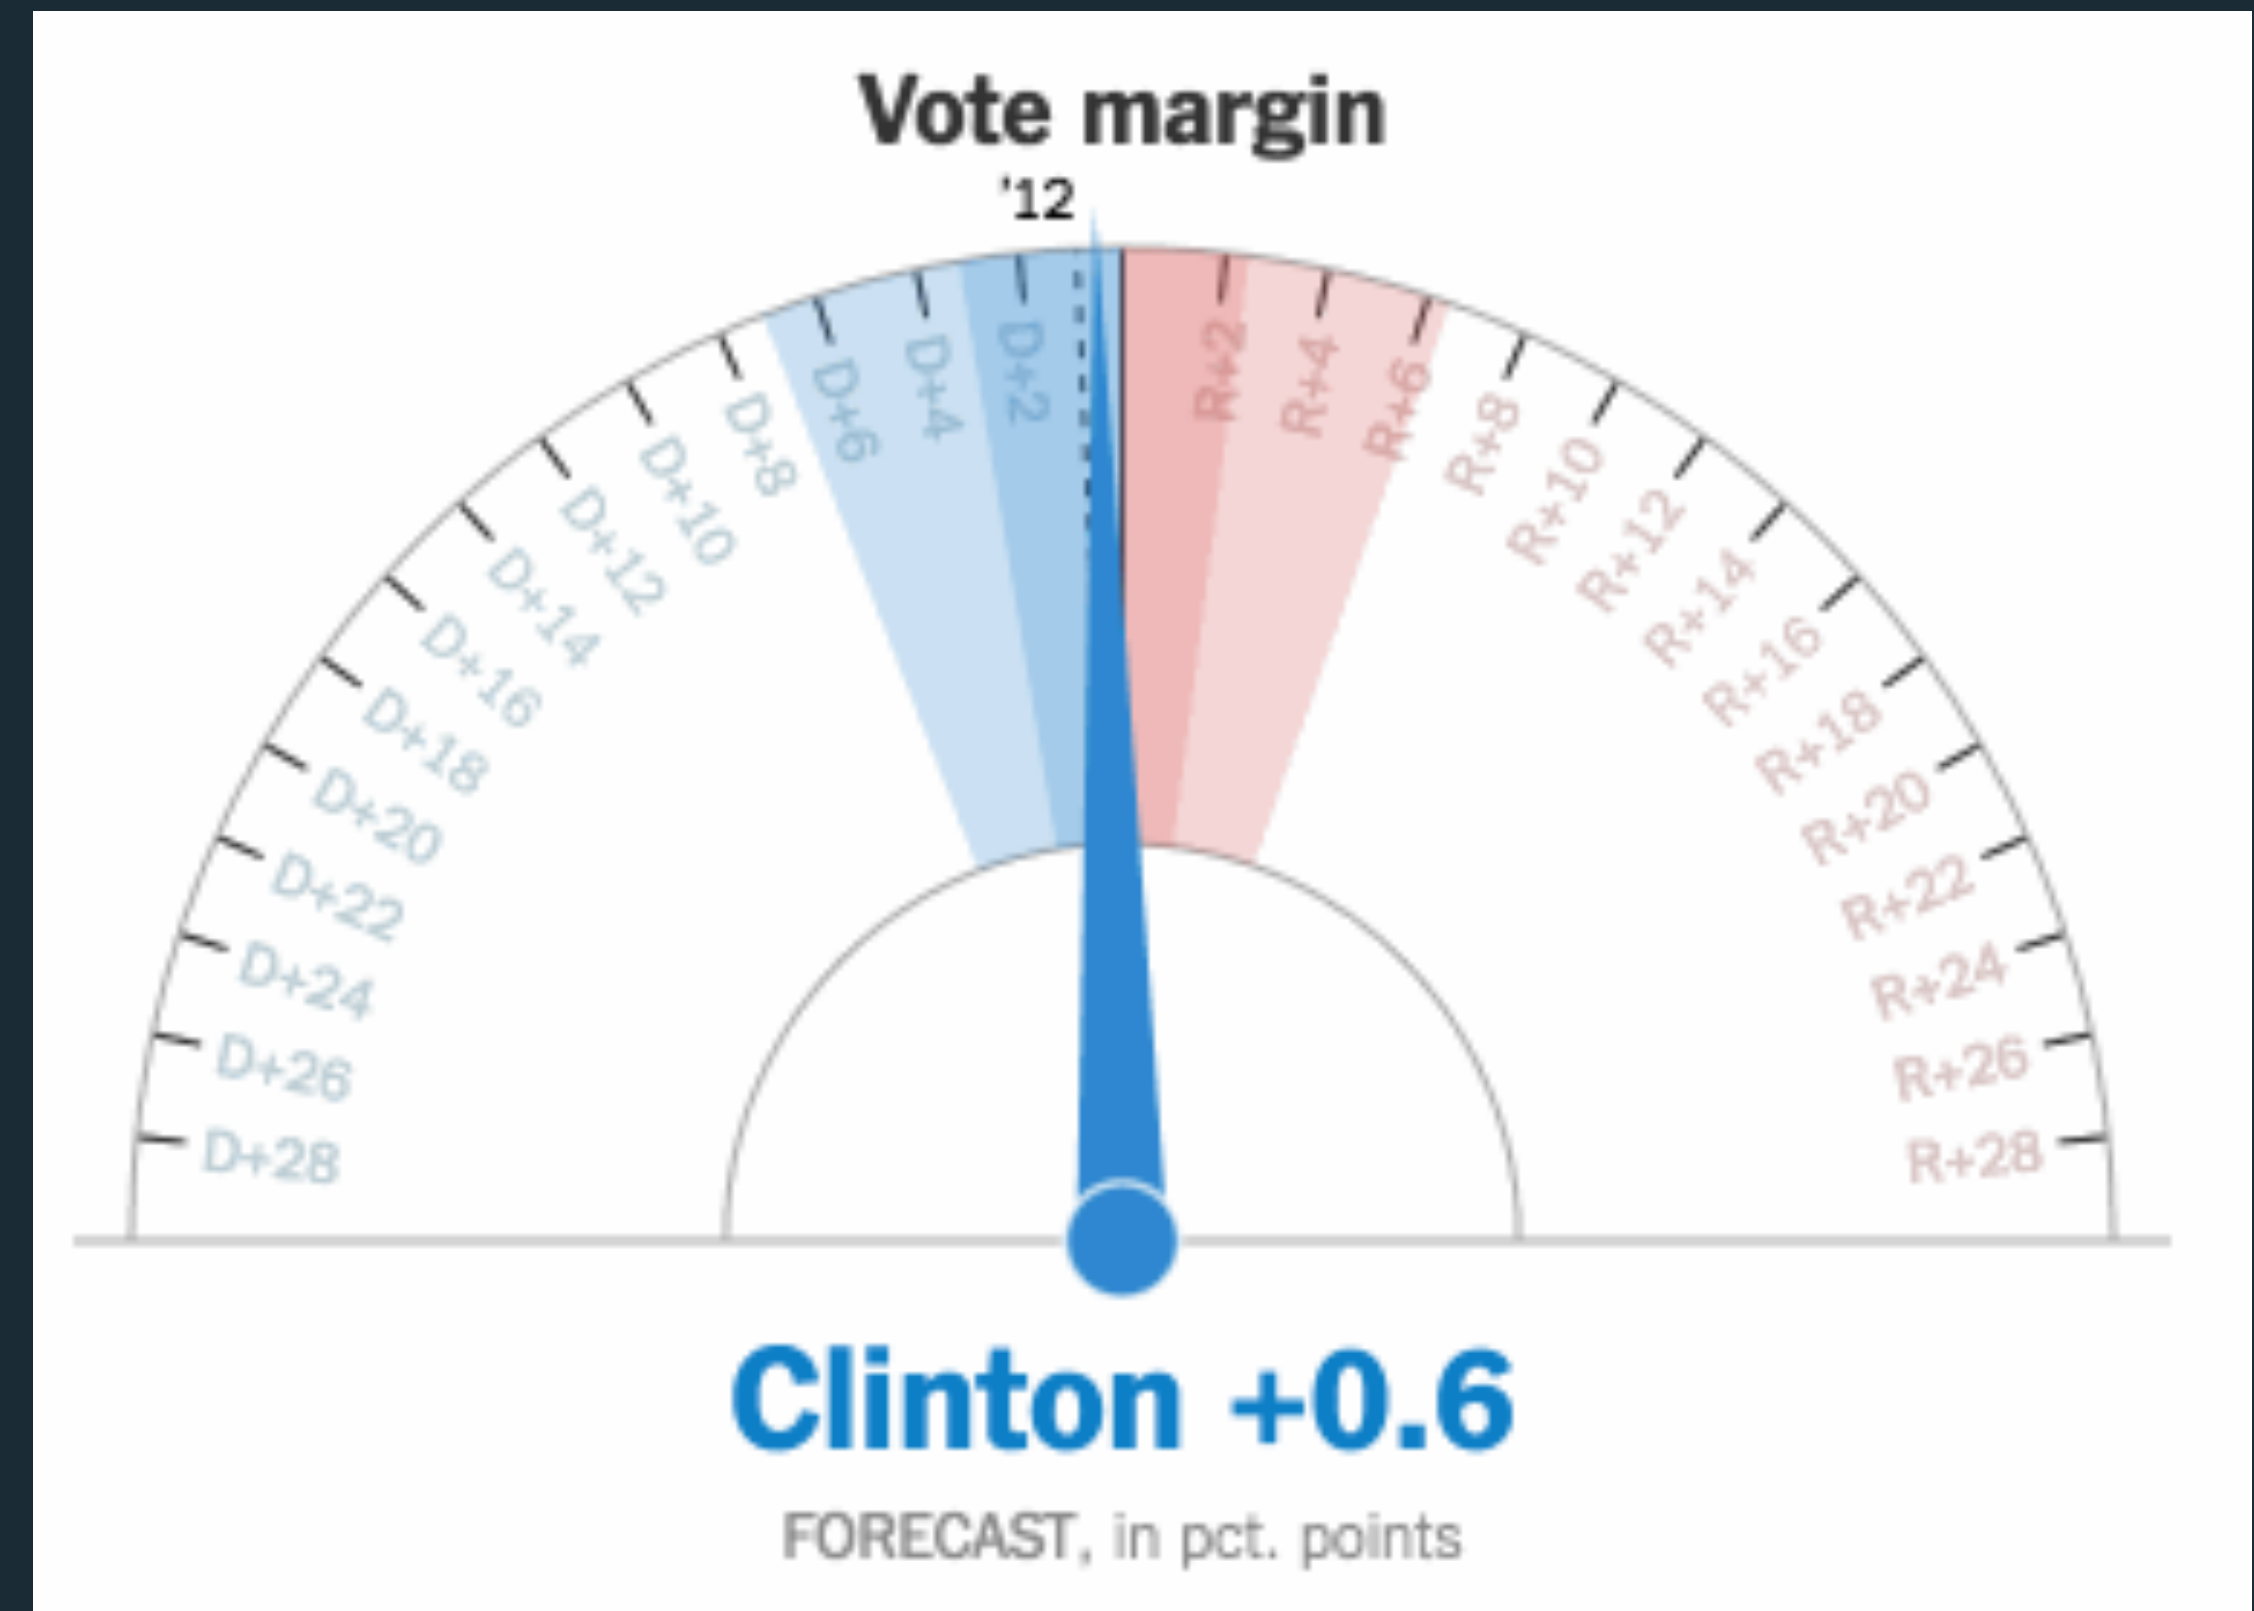 Vote margin
'12
D+28
D+26
D+24
D+22
D+20
D+18
D+16
D+14
D+12
D+10
D+8
D+6
D+4
D+2
R+2
R+4
R+6
R+8
R+10
R+12
R+14
R+16
R+18
R+20
R+22
R+24
R+26
R+28
Clinton +0.6
FORECAST, in pct. points